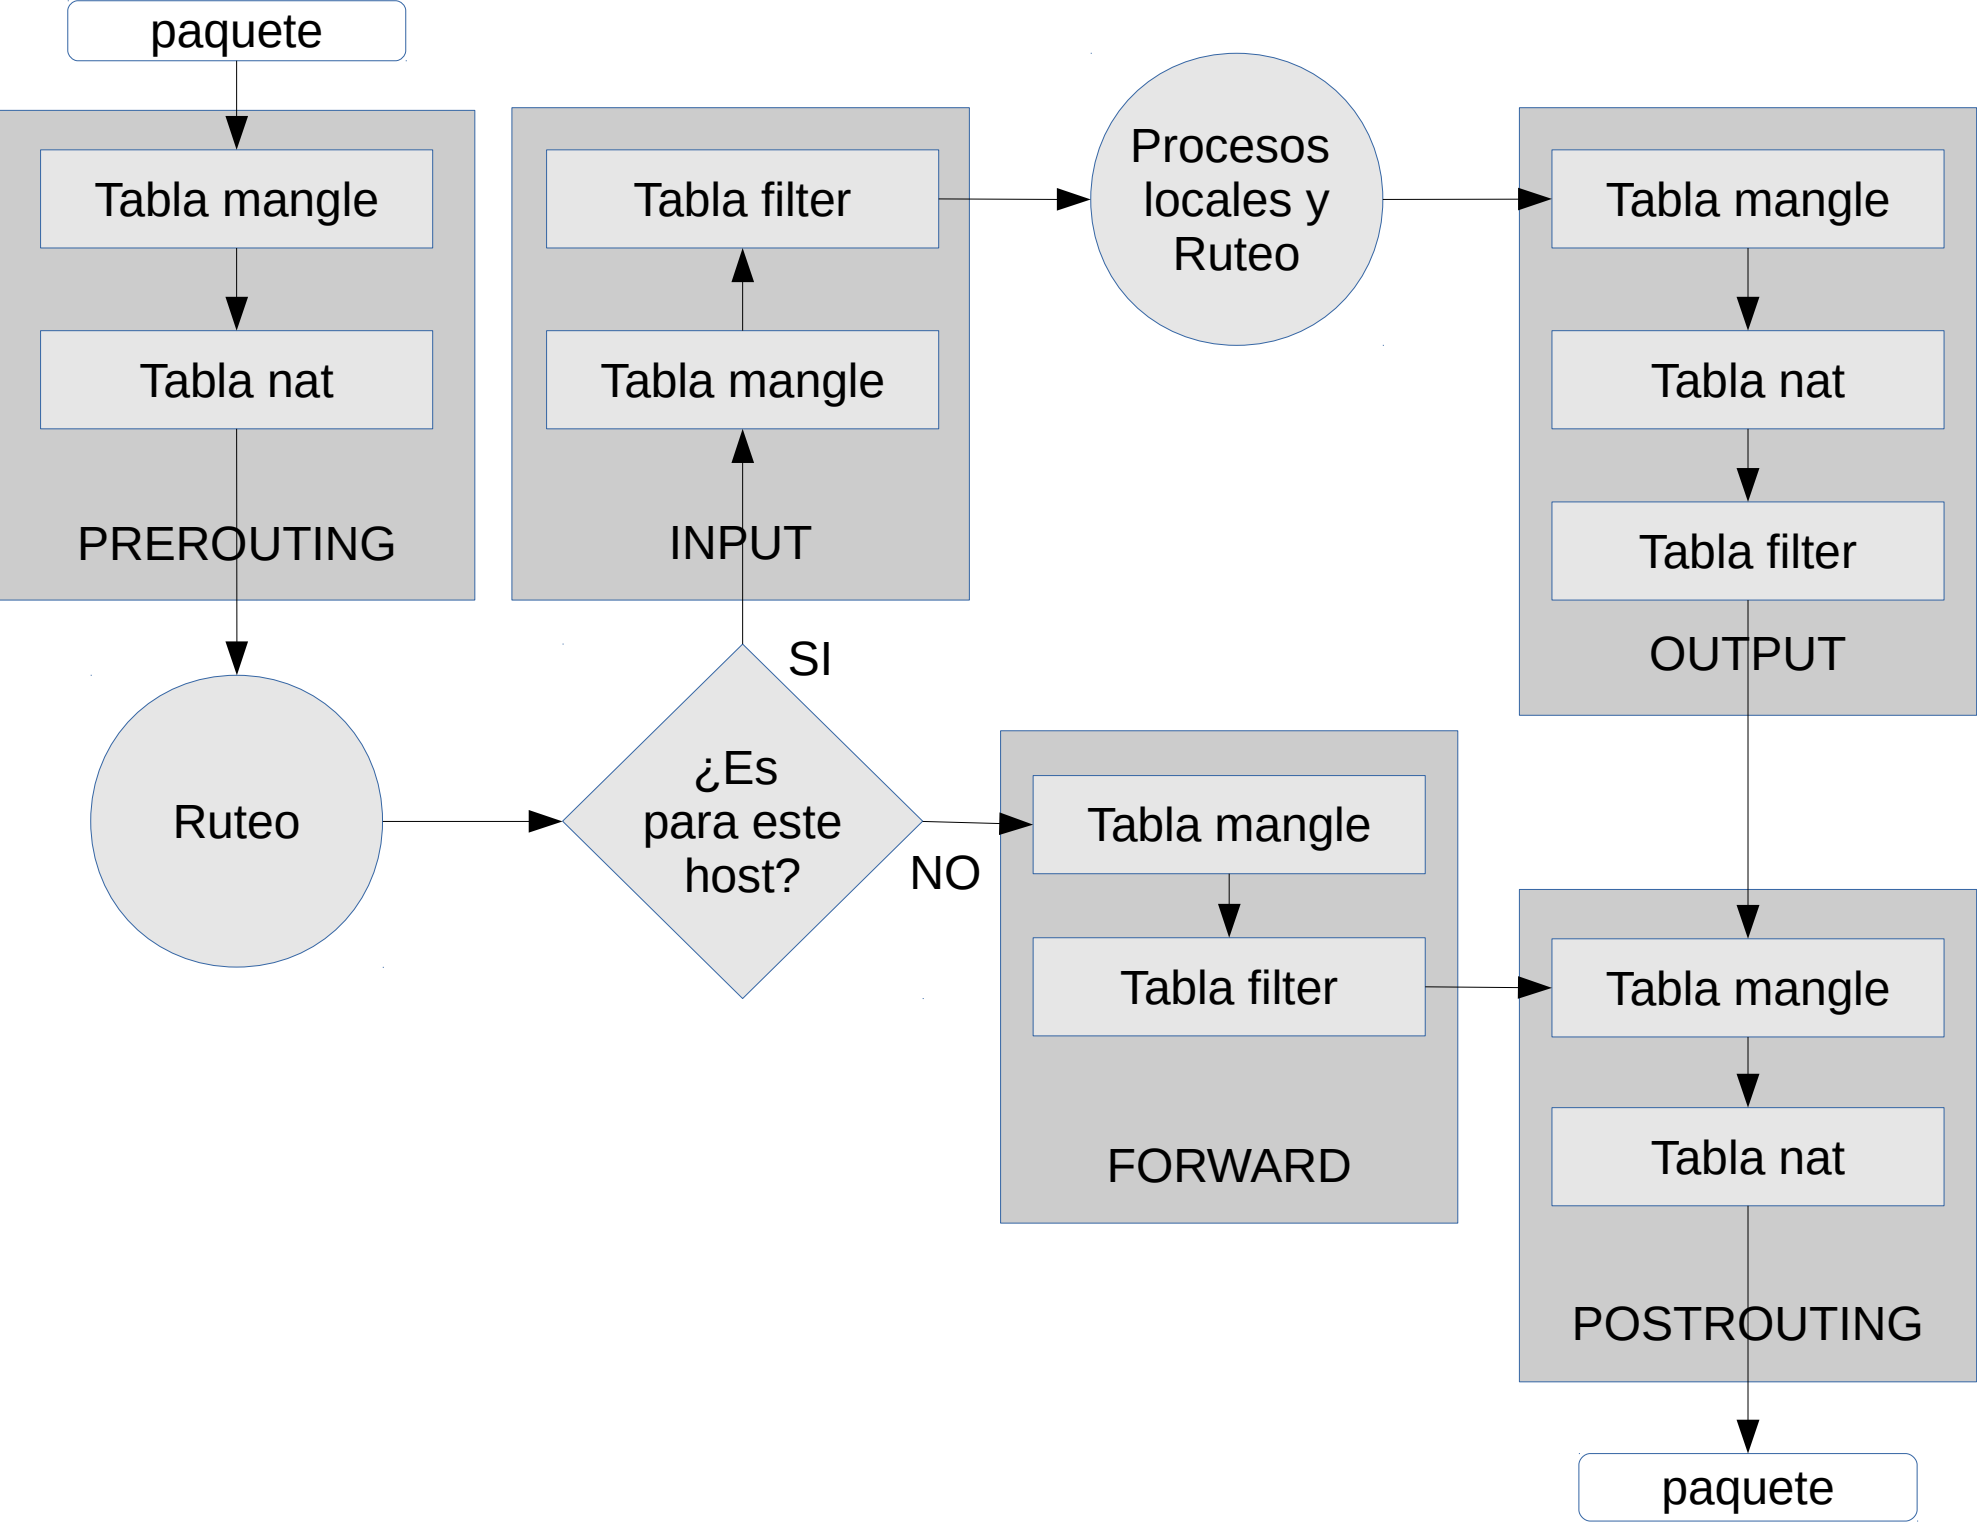 paquete
Tabla mangle
Tabla nat
PREROUTING
Ruteo
¿Es
para este
host?
SI
NO
Tabla filter
Tabla mangle
INPUT
Procesos
locales y
Ruteo
Tabla mangle
Tabla nat
Tabla filter
OUTPUT
Tabla mangle
Tabla filter
FORWARD
Tabla mangle
Tabla nat
POSTROUTING
paquete